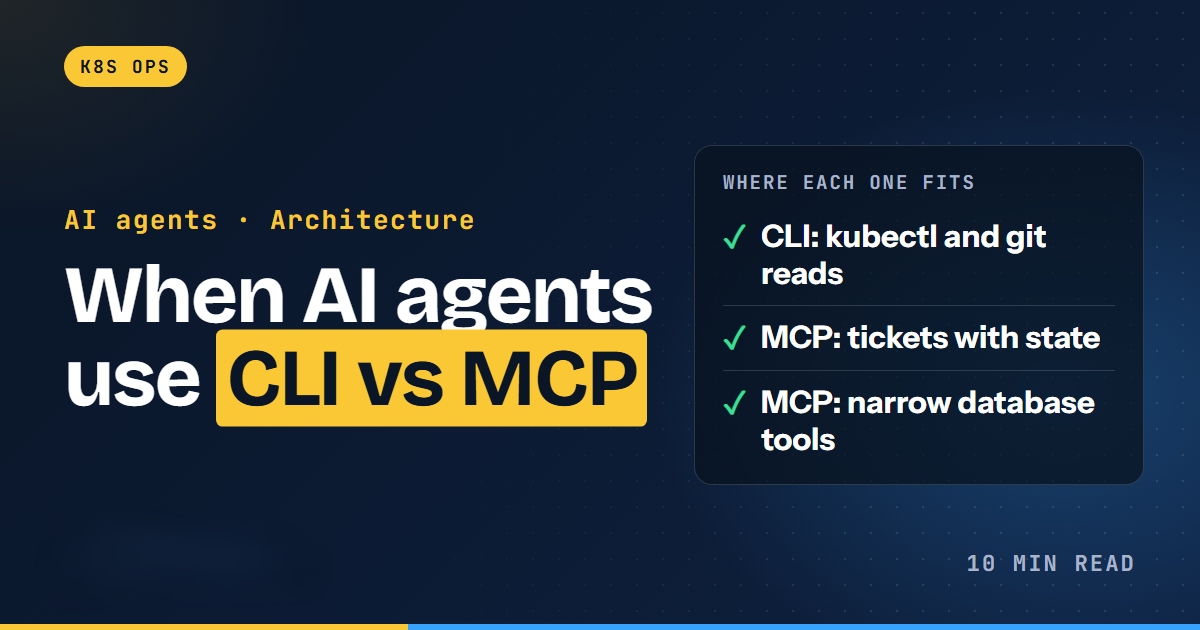 K8S OPS
AI agents · Architecture
When AI agents
use CLI vs MCP
WHERE EACH ONE FITS
✓ CLI: kubectl and git
reads
✓ MCP: tickets with state
✓ MCP: narrow database
tools
10 MIN READ